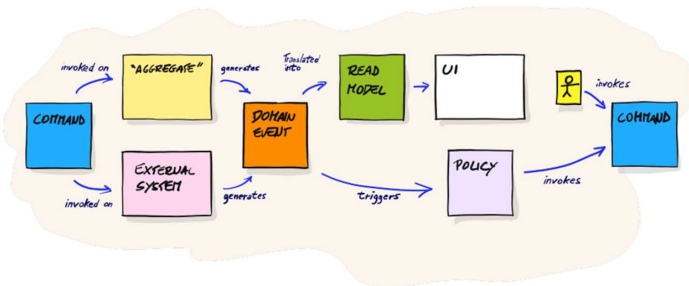 invoked on
"AGGREGATE"
generates
Translated
into
READ
MODEL
UI
invokes
COMMAND
DOMAIN
EVENT
COMMAND
EXTERNAL
SYSTEM
POLICY
invoked on
generates
triggers
invokes